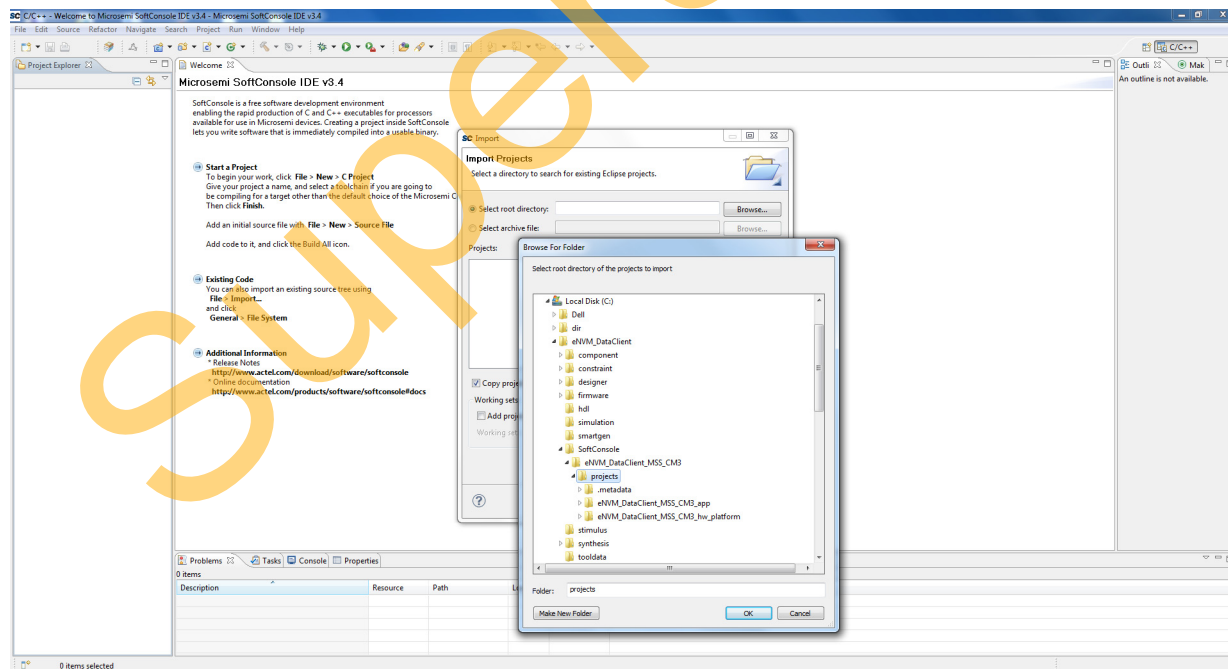 SC C/C++ - Welcome to Microsemi SoftConsole IDE v3.4 - Microsemi SoftConsole IDE v3.4
File Edit Source Refactor Navigate Search Project Run Window Help
C/C++
Project Explorer
Welcome
Outli
Mak
Microsemi SoftConsole IDE v3.4
An outline is not available.
SoftConsole is a free software development environment
enabling the rapid production of C and C++ executables for processors
available for use in Microsemi devices. Creating a project inside SoftConsole
lets you write software that is immediately compiled into a usable binary.
Start a Project
To begin your work, click File > New > C Project
Give your project a name, and select a toolchain if you are going to
be compiling for a target other than the default choice of the Microsemi C
Then click Finish.
Add an initial source file with File > New > Source File
Add code to it, and click the Build All icon.
Existing Code
You can also import an existing source tree using
File > Import...
and click
General > File System
Additional Information
* Release Notes
http://www.actel.com/download/software/softconsole
* Online documentation
http://www.actel.com/products/software/softconsole#docs
SC Import
Import Projects
Select a directory to search for existing Eclipse projects.
Select root directory:
Browse...
Select archive file:
Browse...
Projects:
Copy proje
Working sets
Add proj
Working set
Browse For Folder
Select root directory of the projects to import
Local Disk (C:)
Dell
dir
eNVM_DataClient
component
constraint
designer
firmware
hdl
simulation
smartgen
SoftConsole
eNVM_DataClient_MSS_CM3
projects
.metadata
eNVM_DataClient_MSS_CM3_app
eNVM_DataClient_MSS_CM3_hw_platform
stimulus
synthesis
tooldata
Folder: projects
Make New Folder
OK
Cancel
Problems
Tasks
Console
Properties
0 items
Description
Resource
Path
Lo
0 items selected
Supe